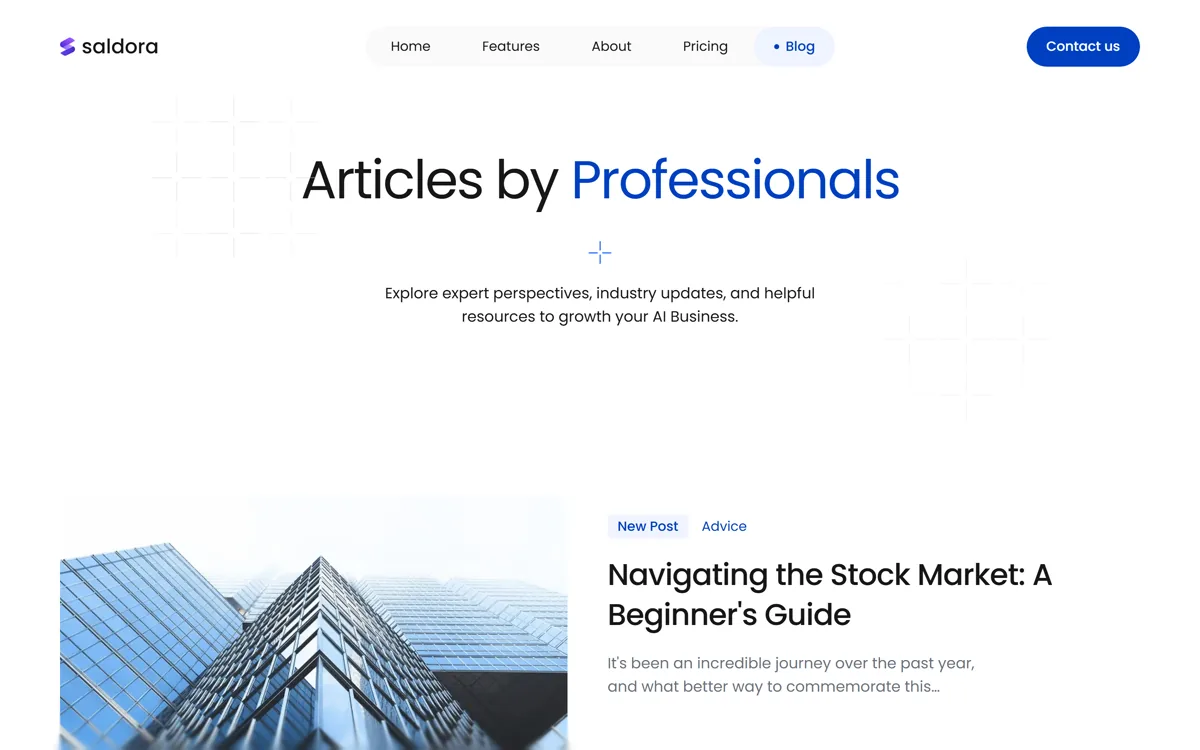 saldora
Home
Features
About
Pricing
Blog
Contact us
Articles by Professionals
Explore expert perspectives, industry updates, and helpful
resources to growth your AI Business.
New Post
Advice
Navigating the Stock Market: A
Beginner's Guide
It's been an incredible journey over the past year,
and what better way to commemorate this...